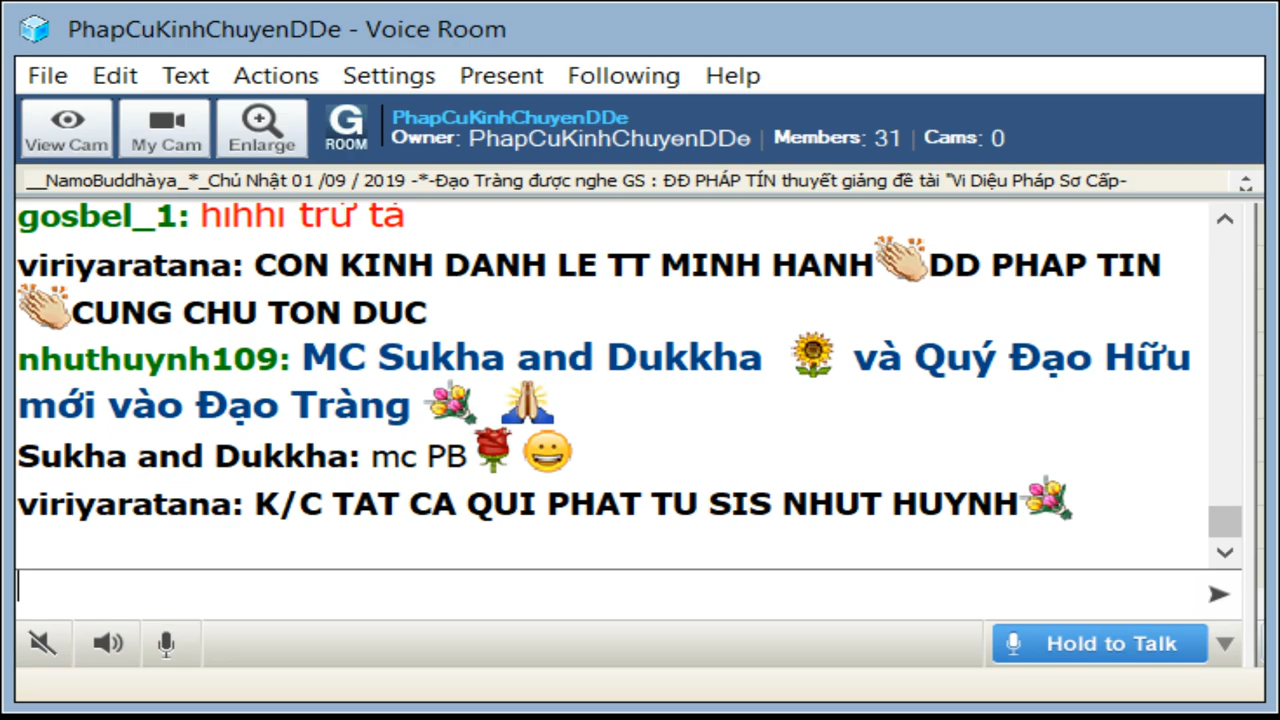 PhapCuKinhChuyenDDe - Voice Room
File Edit Text Actions Settings Present Following Help
View Cam My Cam Enlarge G ROOM PhapCuKinhChuyenDDe
Owner: PhapCuKinhChuyenDDe | Members: 31 | Cams: 0
__NamoBuddhàya_*_Chủ Nhật 01 /09 / 2019 -*-Đạo Tràng được nghe GS : ĐĐ PHÁP TÍN thuyết giảng đề tài "Vi Diệu Pháp Sơ Cấp-
gosbel_1: hihhi trừ tà
viriyaratana: CON KINH DANH LE TT MINH HANH DD PHAP TIN
CUNG CHU TON DUC
nhuthuynh109: MC Sukha and Dukkha và Quý Đạo Hữu
mới vào Đạo Tràng
Sukha and Dukkha: mc PB
viriyaratana: K/C TAT CA QUI PHAT TU SIS NHUT HUYNH
Hold to Talk